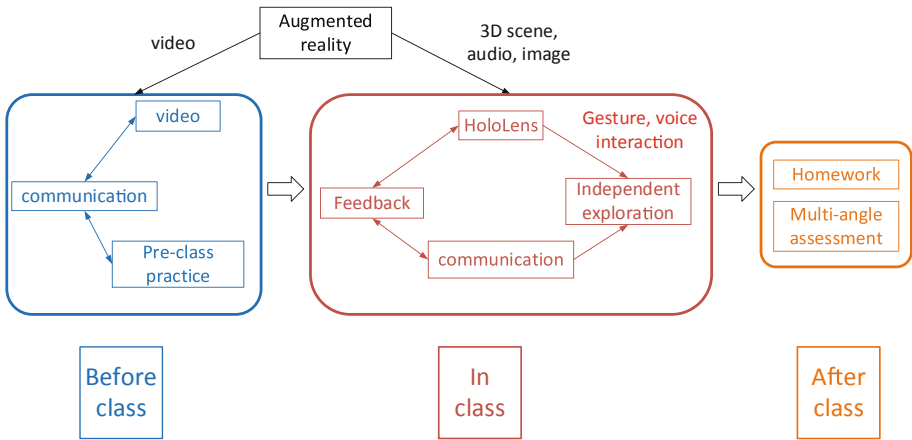 Augmented
reality
video
3D scene,
audio, image
video
communication
Pre-class
practice
HoloLens
Gesture, voice
interaction
Feedback
Independent
exploration
communication
Homework
Multi-angle
assessment
Before
class
In
class
After
class